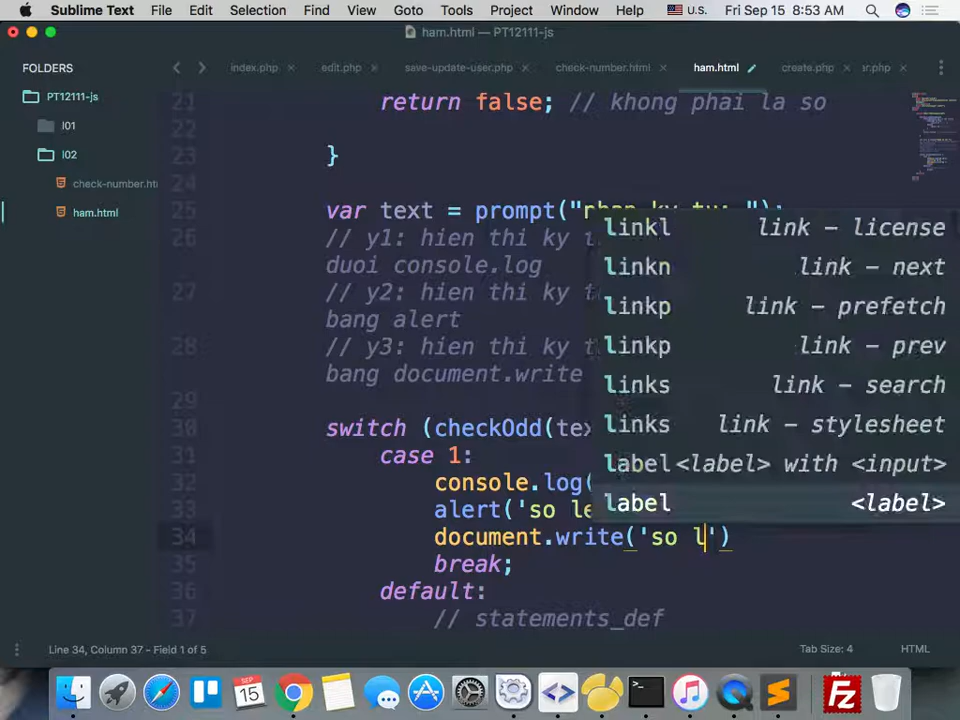 Sublime Text File Edit Selection Find View Goto Tools Project Window Help U.S. Fri Sep 15 8:53 AM
ham.html — PT12111-js
FOLDERS
PT12111-js
l01
l02
check-number.ht
ham.html
index.php × edit.php × save-update-user.php × check-number.html × ham.html create.php × ar.php ×
21 return false; // khong phai la so
22
23 }
24
25 var text = prompt("nhap ky tu: ");
26 // y1: hien thi ky t
duoi console.log
27 // y2: hien thi ky t
bang alert
28 // y3: hien thi ky t
bang document.write
29
30 switch (checkOdd(tex
31 case 1:
32 console.log(
33 alert('so le
34 document.write('so l')
35 break;
36 default:
37 // statements_def
linkl link – license
linkn link – next
linkp link – prefetch
linkp link – prev
links link – search
links link – stylesheet
label <label> with <input>
label <label>
Line 34, Column 37 - Field 1 of 5 Tab Size: 4 HTML
SEP
15